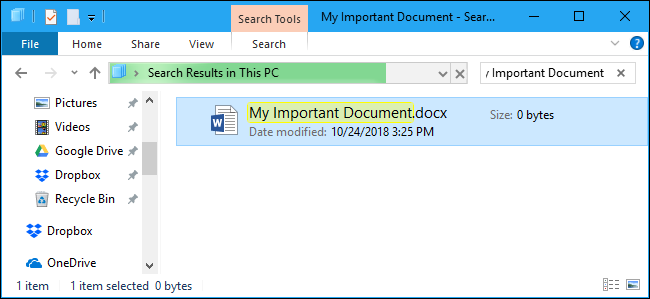 Search Tools
My Important Document - Sear...
File Home Share View Search
Search Results in This PC
Important Document
Pictures
Videos
Google Drive
Dropbox
Recycle Bin
Dropbox
OneDrive
My Important Document.docx
Date modified: 10/24/2018 3:25 PM
Size: 0 bytes
1 item 1 item selected 0 bytes